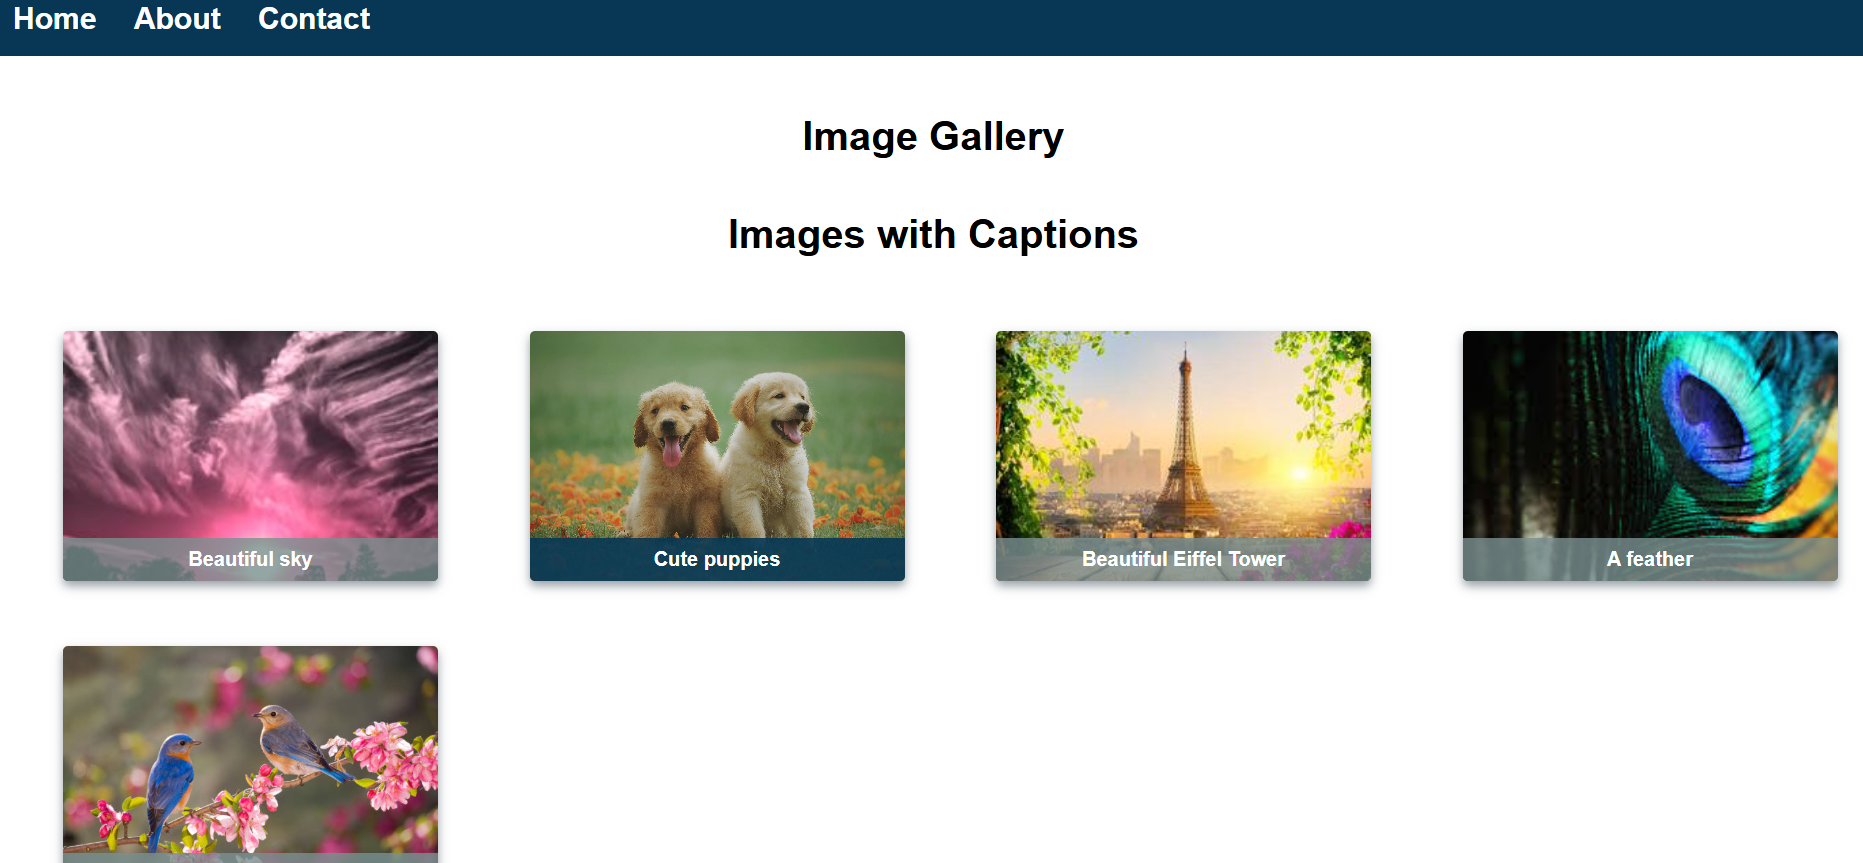 Home About Contact
Image Gallery
Images with Captions
Beautiful sky
Cute puppies
Beautiful Eiffel Tower
A feather